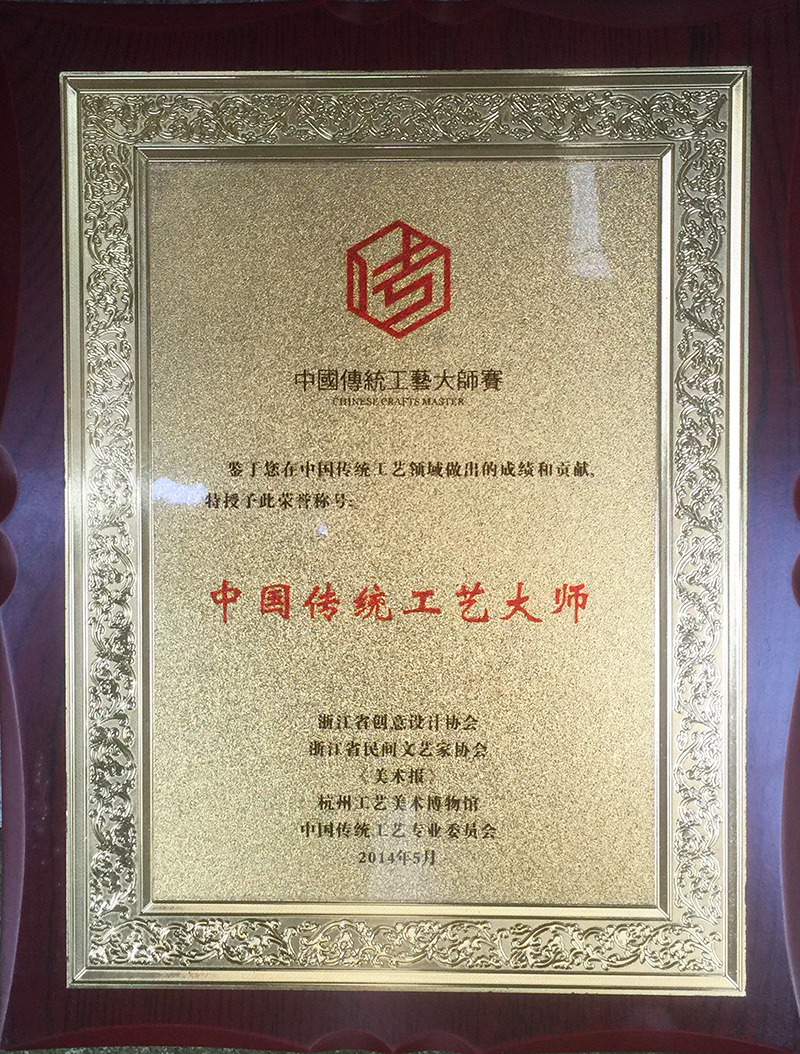 传
中國傳統工藝大師賽
CHINESE CRAFTS MASTER
鉴于您在中国传统工艺领域做出的成绩和贡献,
特授予此荣誉称号:
中国传统工艺大师
浙江省创意设计协会
浙江省民间文艺家协会
《美术报》
杭州工艺美术博物馆
中国传统工艺专业委员会
2014年5月